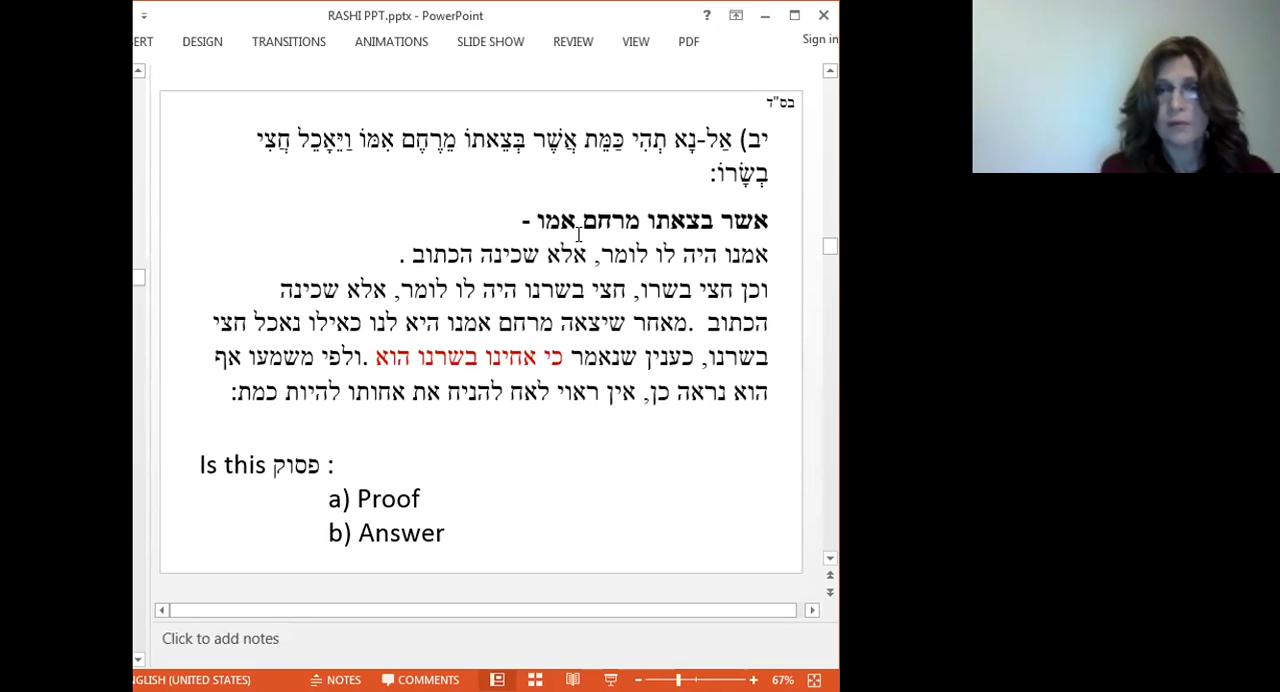 RASHI PPT.pptx - PowerPoint
?
ERT DESIGN TRANSITIONS ANIMATIONS SLIDE SHOW REVIEW VIEW PDF Sign in
בס"ד
יב) אַל-נָא תְהִי כַּמֵּת אֲשֶׁר בְּצֵאתוֹ מֵרֶחֶם אִמּוֹ וַיֵּאָכֵל חֲצִי
בְשָׂרוֹ:
אשר בצאתו מרחם אמו -
אמנו היה לו לומר, אלא שכינה הכתוב .
וכן חצי בשרו, חצי בשרנו היה לו לומר, אלא שכינה
הכתוב .מאחר שיצאה מרחם אמנו היא לנו כאילו נאכל חצי
בשרנו, כענין שנאמר כי אחינו בשרנו הוא .ולפי משמעו אף
הוא נראה כן, אין ראוי לאח להניח את אחותו להיות כמת:
Is this פסוק :
a) Proof
b) Answer
Click to add notes
NGLISH (UNITED STATES) NOTES COMMENTS 67%